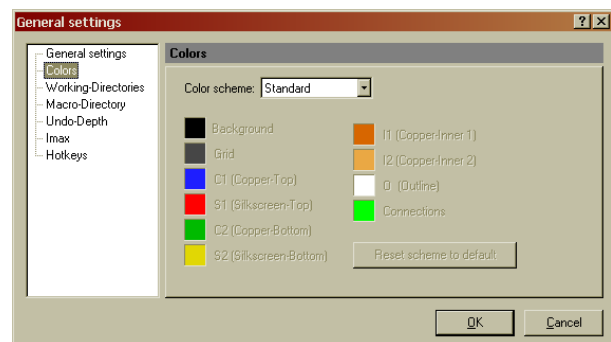 General settings
General settings
Colors
Working-Directories
Macro-Directory
Undo-Depth
Imax
Hotkeys
Colors
Color scheme: Standard
Background
Grid
C1 (Copper-Top)
S1 (Silkscreen-Top)
C2 (Copper-Bottom)
S2 (Silkscreen-Bottom)
I1 (Copper-Inner 1)
I2 (Copper-Inner 2)
O (Outline)
Connections
Reset scheme to default
OK
Cancel